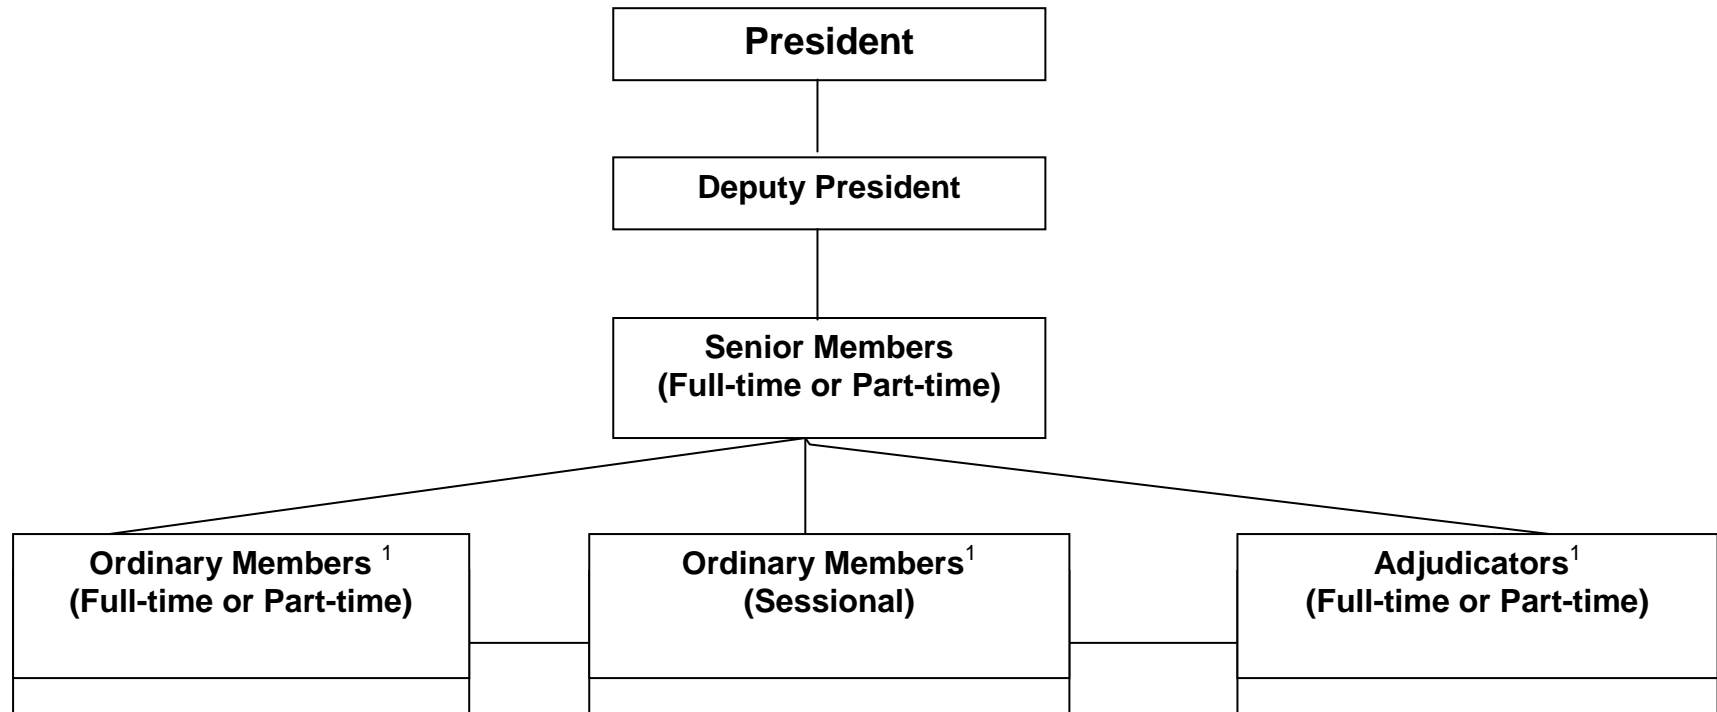 President
Deputy President
Senior Members
(Full-time or Part-time)
Ordinary Members ¹
(Full-time or Part-time)
Ordinary Members¹
(Sessional)
Adjudicators¹
(Full-time or Part-time)